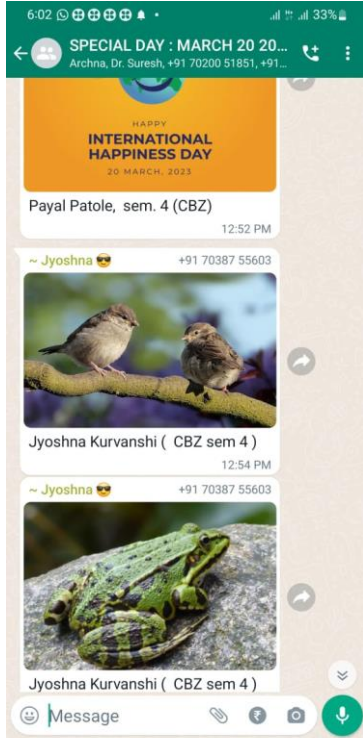 6:02 33%
SPECIAL DAY : MARCH 20 20...
Archna, Dr. Suresh, +91 70200 51851, +91...
HAPPY
INTERNATIONAL
HAPPINESS DAY
20 MARCH, 2023
Payal Patole, sem. 4 (CBZ)
12:52 PM
~ Jyoshna 😎 +91 70387 55603
Jyoshna Kurvanshi ( CBZ sem 4 )
12:54 PM
~ Jyoshna 😎 +91 70387 55603
Jyoshna Kurvanshi ( CBZ sem 4 )
Message